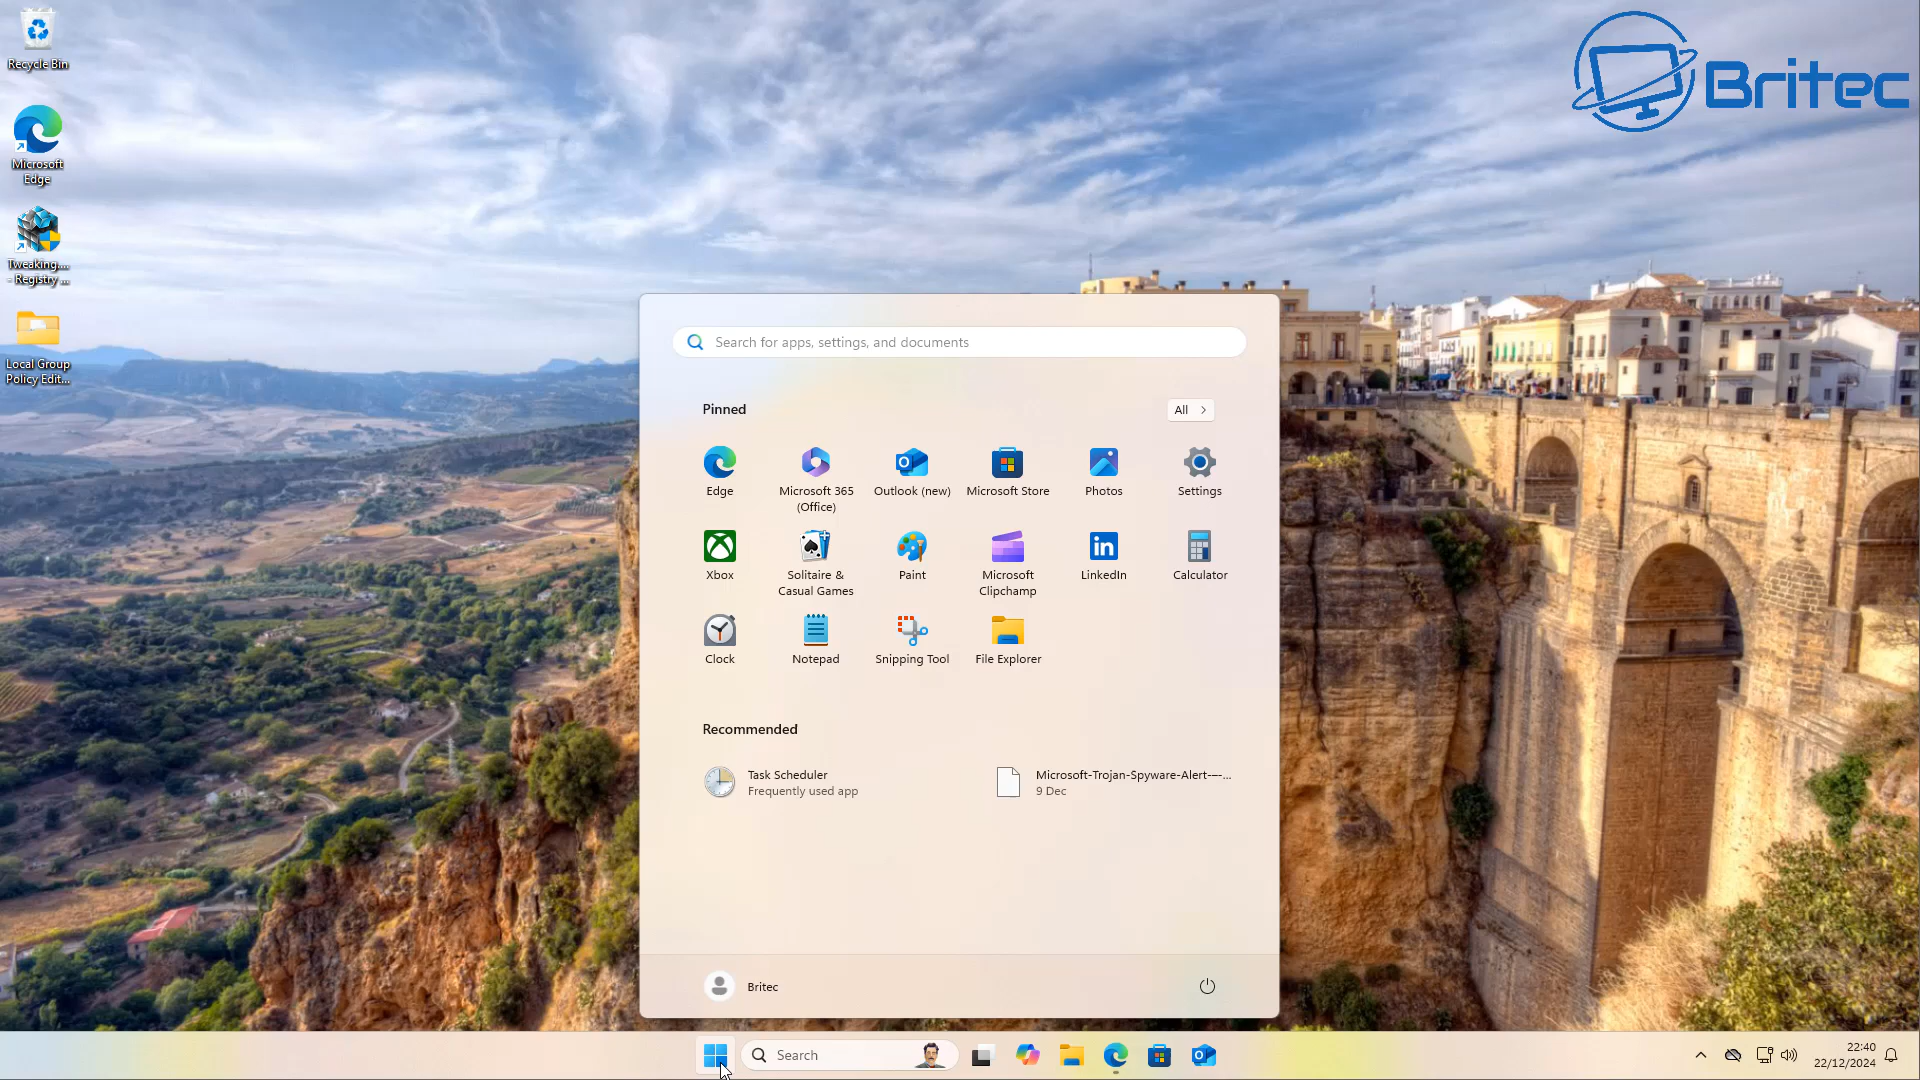 Recycle Bin
Microsoft
Edge
Tweaking....
- Registry ...
Local Group
Policy Edit...
Britec
Search for apps, settings, and documents
Pinned
All
Edge
Microsoft 365
(Office)
Outlook (new)
Microsoft Store
Photos
Settings
Xbox
Solitaire &
Casual Games
Paint
Microsoft
Clipchamp
LinkedIn
Calculator
Clock
Notepad
Snipping Tool
File Explorer
Recommended
Task Scheduler
Frequently used app
Microsoft-Trojan-Spyware-Alert-—-...
9 Dec
Britec
Search
22:40
22/12/2024